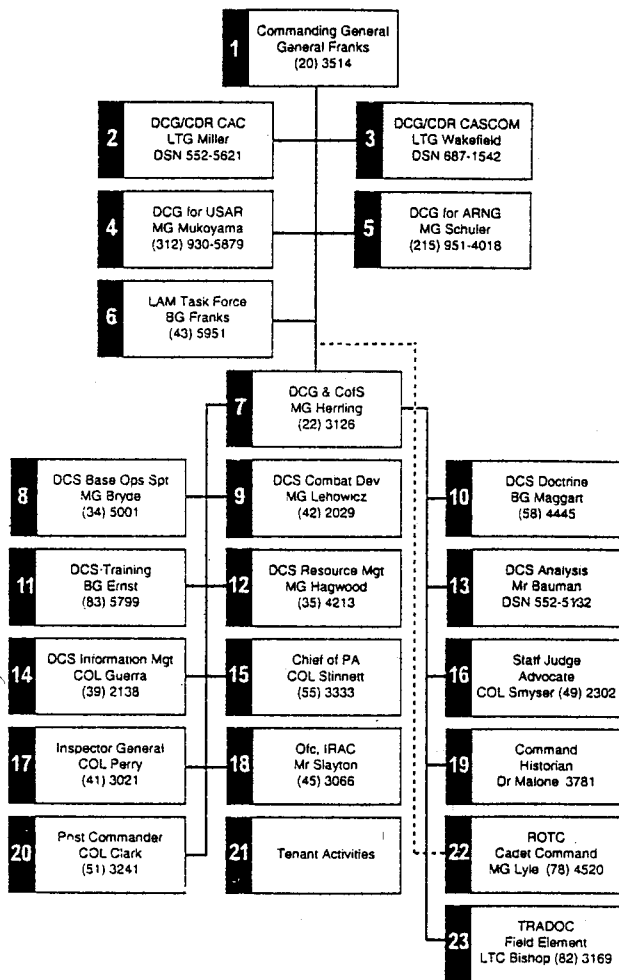 1
Commanding General
General Franks
(20) 3514
2
DCG/CDR CAC
LTG Miller
DSN 552-5621
3
DCG/CDR CASCOM
LTG Wakefield
DSN 687-1542
4
DCG for USAR
MG Mukoyama
(312) 930-5879
5
DCG for ARNG
MG Schuler
(215) 951-4018
6
LAM Task Force
BG Franks
(43) 5951
7
DCG & CofS
MG Herrling
(22) 3126
8
DCS Base Ops Spt
MG Bryde
(34) 5001
9
DCS Combat Dev
MG Lehowicz
(42) 2029
10
DCS Doctrine
BG Maggart
(58) 4445
11
DCS Training
BG Ernst
(83) 5799
12
DCS Resource Mgt
MG Hagwood
(35) 4213
13
DCS Analysis
Mr Bauman
DSN 552-5132
14
DCS Information Mgt
COL Guerra
(39) 2138
15
Chief of PA
COL Stinnett
(55) 3333
16
Staff Judge
Advocate
COL Smyser (49) 2302
17
Inspector General
COL Perry
(41) 3021
18
Ofc, IRAC
Mr Slayton
(45) 3066
19
Command
Historian
Dr Malone 3781
20
Post Commander
COL Clark
(51) 3241
21
Tenant Activities
22
ROTC
Cadet Command
MG Lyle (78) 4520
23
TRADOC
Field Element
LTC Bishop (82) 3169